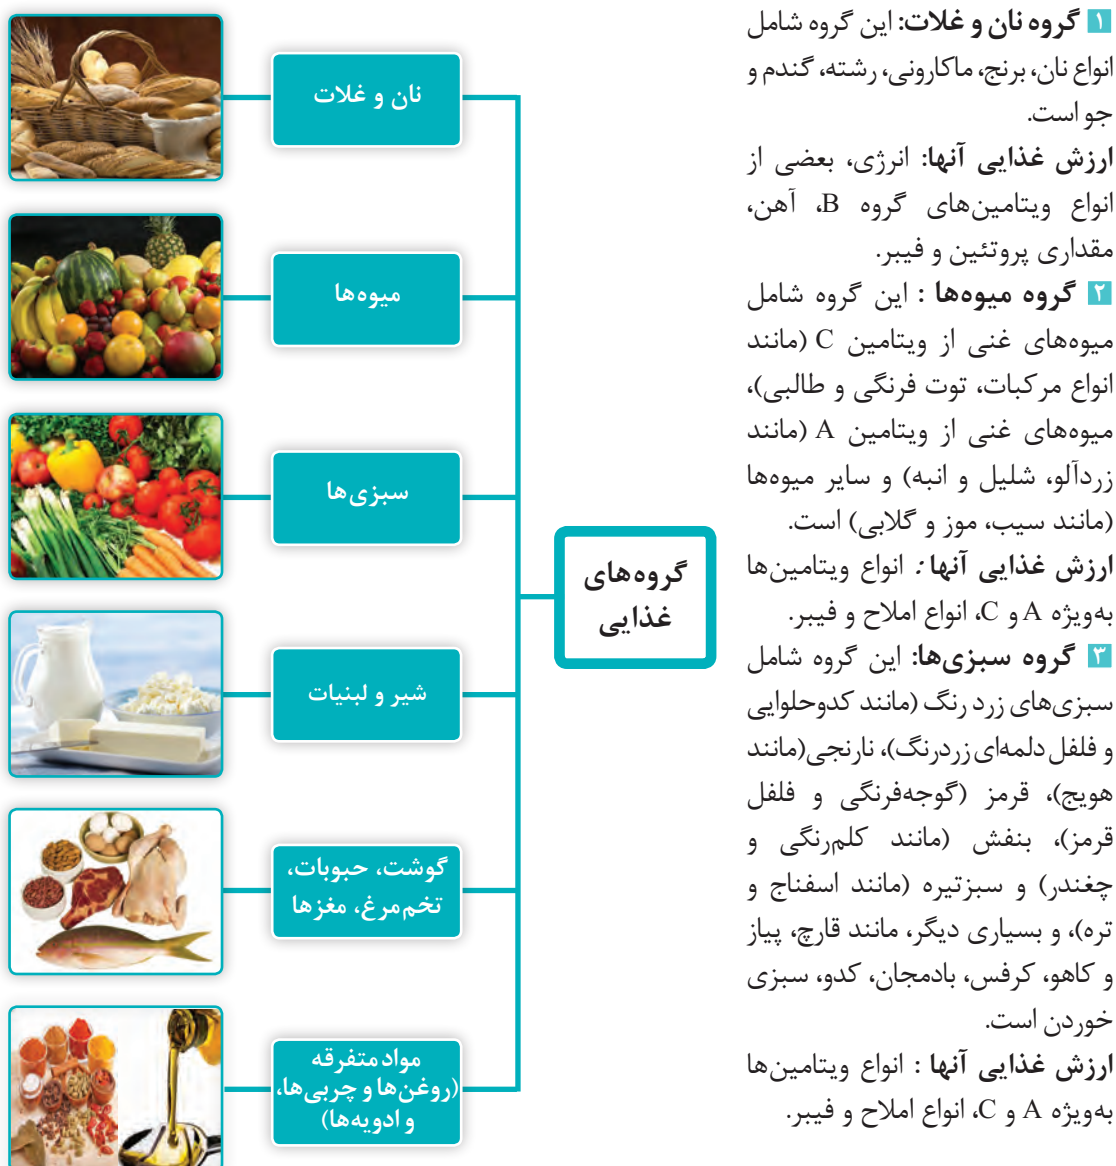 ۱ گروه نان و غلات: این گروه شامل
انواع نان، برنج، ماکارونی، رشته، گندم و
جو است.
ارزش غذایی آنها: انرژی، بعضی از
انواع ویتامین‌های گروه B، آهن،
مقداری پروتئین و فیبر.
۲ گروه میوه‌ها : این گروه شامل
میوه‌های غنی از ویتامین C (مانند
انواع مرکبات، توت فرنگی و طالبی)،
میوه‌های غنی از ویتامین A (مانند
زردآلو، شلیل و انبه) و سایر میوه‌ها
(مانند سیب، موز و گلابی) است.
ارزش غذایی آنها : انواع ویتامین‌ها
به‌ویژه A و C، انواع املاح و فیبر.
۳ گروه سبزی‌ها: این گروه شامل
سبزی‌های زرد رنگ (مانند کدوحلوایی
و فلفل دلمه‌ای زردرنگ)، نارنجی(مانند
هویج)، قرمز (گوجه‌فرنگی و فلفل
قرمز)، بنفش (مانند کلم‌رنگی و
چغندر) و سبزتیره (مانند اسفناج و
تره)، و بسیاری دیگر، مانند قارچ، پیاز
و کاهو، کرفس، بادمجان، کدو، سبزی
خوردن است.
ارزش غذایی آنها : انواع ویتامین‌ها
به‌ویژه A و C، انواع املاح و فیبر.
گروه‌های
غذایی
نان و غلات
میوه‌ها
سبزی‌ها
شیر و لبنیات
گوشت، حبوبات،
تخم‌مرغ، مغزها
مواد متفرقه
(روغن‌ها و چربی‌ها،
و ادویه‌ها)